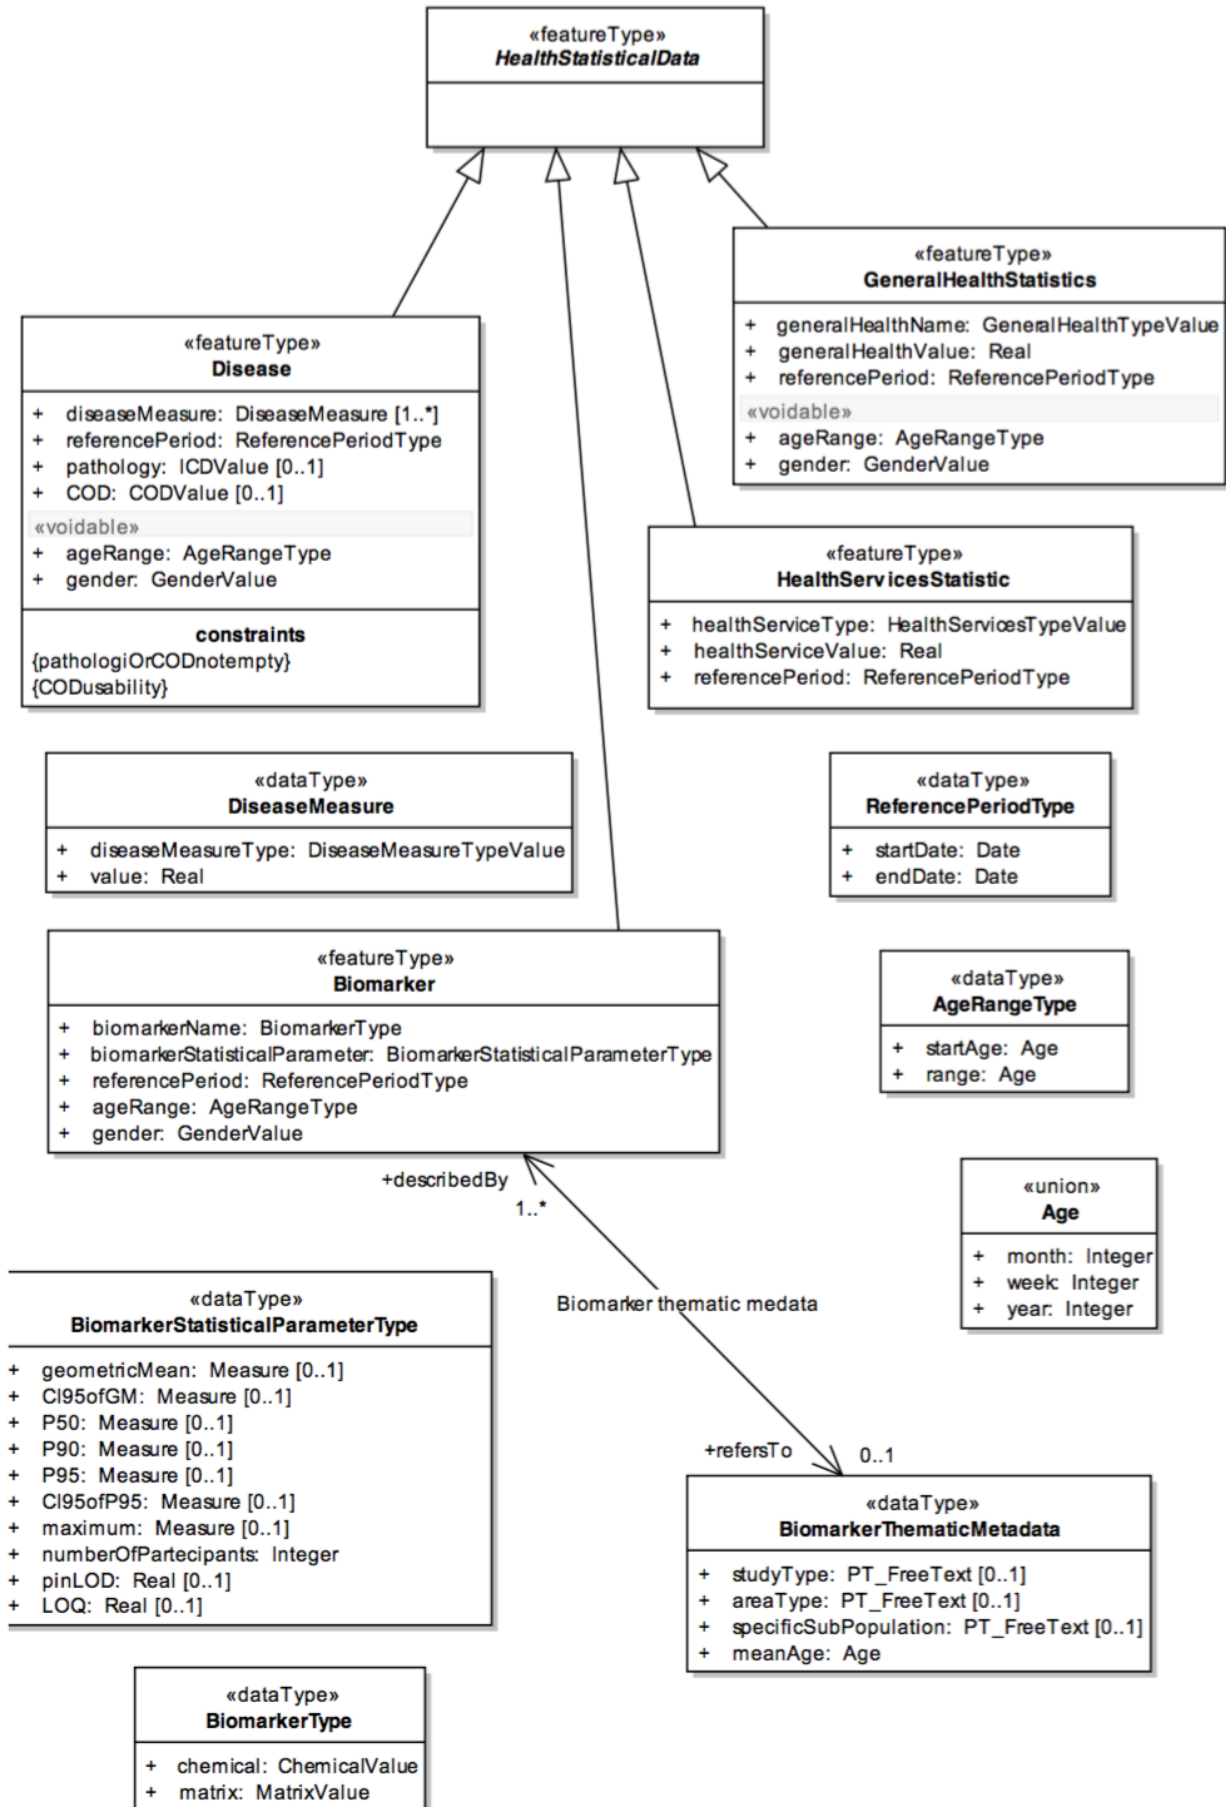 «featureType»
HealthStatisticalData
«featureType»
GeneralHealthStatistics
+ generalHealthName: GeneralHealthTypeValue
+ generalHealthValue: Real
+ referencePeriod: ReferencePeriodType
«voidable»
+ ageRange: AgeRangeType
+ gender: GenderValue
«featureType»
Disease
+ diseaseMeasure: DiseaseMeasure [1..*]
+ referencePeriod: ReferencePeriodType
+ pathology: ICDValue [0..1]
+ COD: CODValue [0..1]
«voidable»
+ ageRange: AgeRangeType
+ gender: GenderValue
constraints
{pathologiOrCODnotempty}
{CODusability}
«featureType»
HealthServicesStatistic
+ healthServiceType: HealthServicesTypeValue
+ healthServiceValue: Real
+ referencePeriod: ReferencePeriodType
«dataType»
DiseaseMeasure
+ diseaseMeasureType: DiseaseMeasureTypeValue
+ value: Real
«dataType»
ReferencePeriodType
+ startDate: Date
+ endDate: Date
«featureType»
Biomarker
+ biomarkerName: BiomarkerType
+ biomarkerStatisticalParameter: BiomarkerStatisticalParameterType
+ referencePeriod: ReferencePeriodType
+ ageRange: AgeRangeType
+ gender: GenderValue
«dataType»
AgeRangeType
+ startAge: Age
+ range: Age
+describedBy
1..*
«union»
Age
+ month: Integer
+ week: Integer
+ year: Integer
Biomarker thematic medata
«dataType»
BiomarkerStatisticalParameterType
+ geometricMean: Measure [0..1]
+ CI95ofGM: Measure [0..1]
+ P50: Measure [0..1]
+ P90: Measure [0..1]
+ P95: Measure [0..1]
+ CI95ofP95: Measure [0..1]
+ maximum: Measure [0..1]
+ numberOfPartecipants: Integer
+ pinLOD: Real [0..1]
+ LOQ: Real [0..1]
+refersTo
0..1
«dataType»
BiomarkerThematicMetadata
+ studyType: PT_FreeText [0..1]
+ areaType: PT_FreeText [0..1]
+ specificSubPopulation: PT_FreeText [0..1]
+ meanAge: Age
«dataType»
BiomarkerType
+ chemical: ChemicalValue
+ matrix: MatrixValue